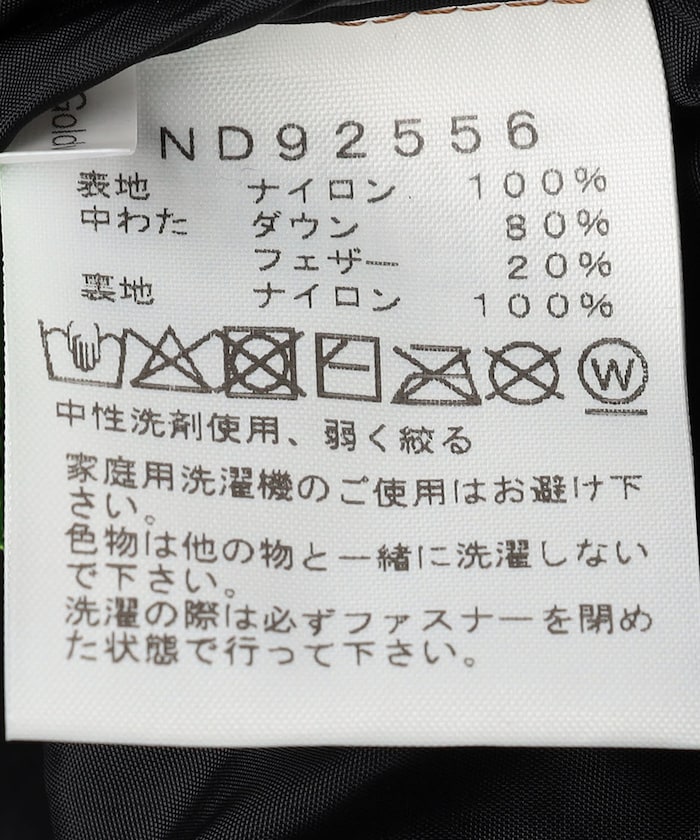 Gold
ND92556
表地 ナイロン 100%
中わた ダウン 80%
フェザー 20%
裏地 ナイロン 100%
W
中性洗剤使用、弱く絞る
家庭用洗濯機のご使用はお避け下
さい。
色物は他の物と一緒に洗濯しない
で下さい。
洗濯の際は必ずファスナーを閉め
た状態で行って下さい。